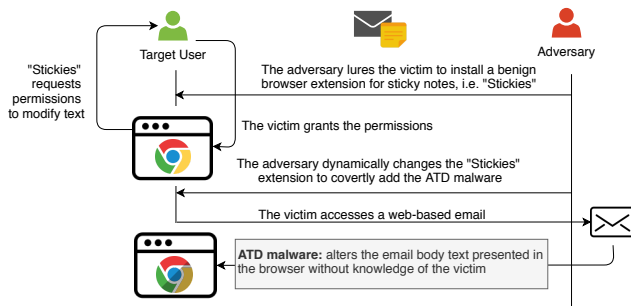 Target User
Adversary
"Stickies"
requests
permissions
to modify text
The adversary lures the victim to install a benign
browser extension for sticky notes, i.e. "Stickies"
The victim grants the permissions
The adversary dynamically changes the "Stickies"
extension to covertly add the ATD malware
The victim accesses a web-based email
ATD malware: alters the email body text presented
in the browser without knowledge of the victim